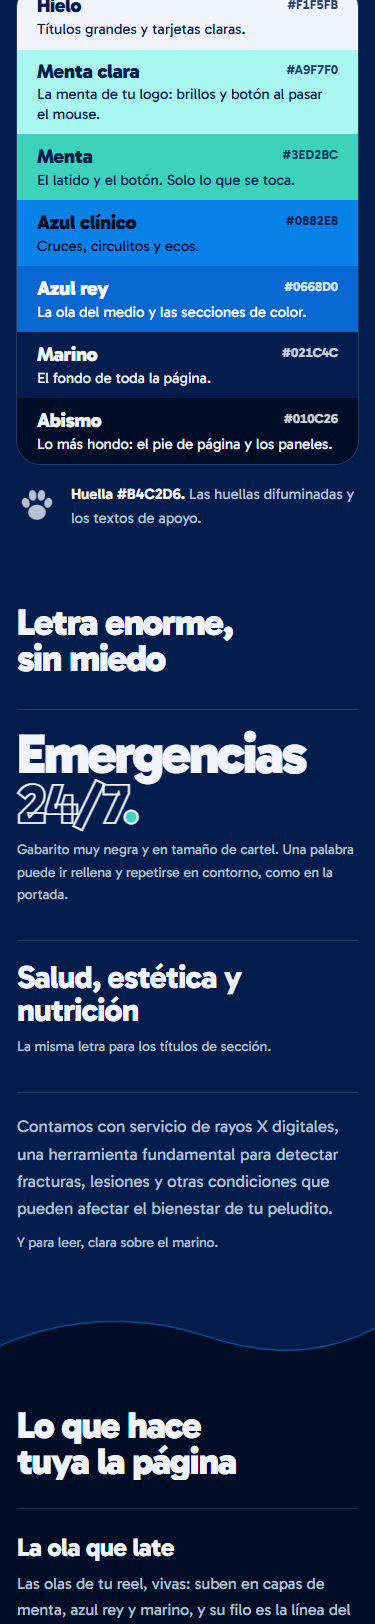 Hielo #F1F5FB
Títulos grandes y tarjetas claras.
Menta clara #A9F7F0
La menta de tu logo: brillos y botón al pasar
el mouse.
Menta #3ED2BC
El latido y el botón. Solo lo que se toca.
Azul clínico #0882E8
Cruces, circulitos y ecos.
Azul rey #0668D0
La ola del medio y las secciones de color.
Marino #021C4C
El fondo de toda la página.
Abismo #010C26
Lo más hondo: el pie de página y los paneles.
Huella #B4C2D6. Las huellas difuminadas y
los textos de apoyo.
Letra enorme,
sin miedo
Emergencias
24/7.
Gabarito muy negra y en tamaño de cartel. Una palabra
puede ir rellena y repetirse en contorno, como en la
portada.
Salud, estética y
nutrición
La misma letra para los títulos de sección.
Contamos con servicio de rayos X digitales,
una herramienta fundamental para detectar
fracturas, lesiones y otras condiciones que
pueden afectar el bienestar de tu peludito.
Y para leer, clara sobre el marino.
Lo que hace
tuya la página
La ola que late
Las olas de tu reel, vivas: suben en capas de
menta, azul rey y marino, y su filo es la línea del